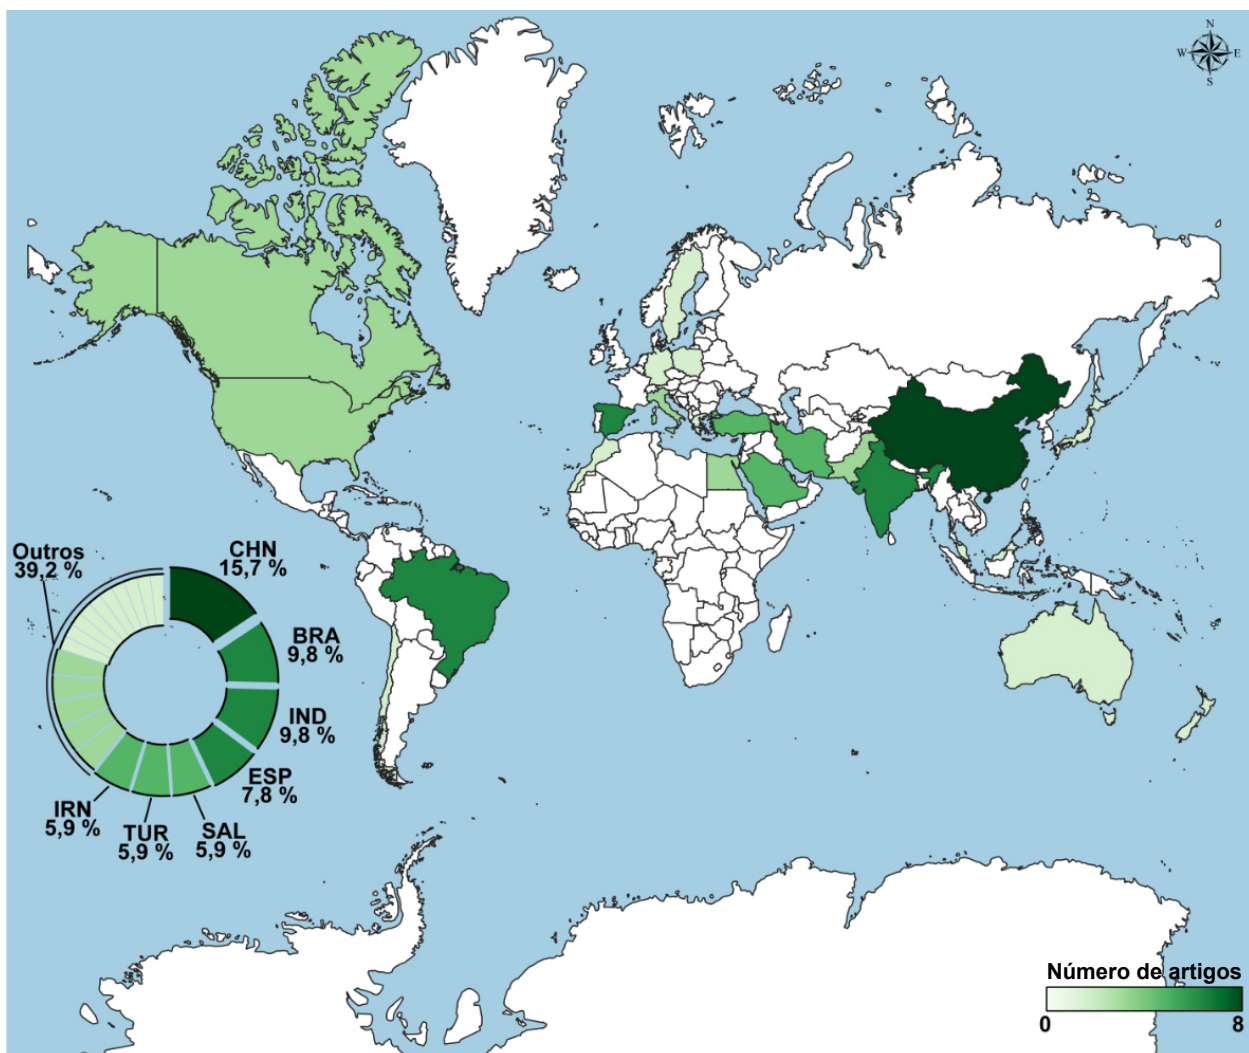 N
W E
S
Outros
39,2 %
CHN
15,7 %
BRA
9,8 %
IND
9,8 %
ESP
7,8 %
SAL
5,9 %
TUR
5,9 %
IRN
5,9 %
Número de artigos
0 8